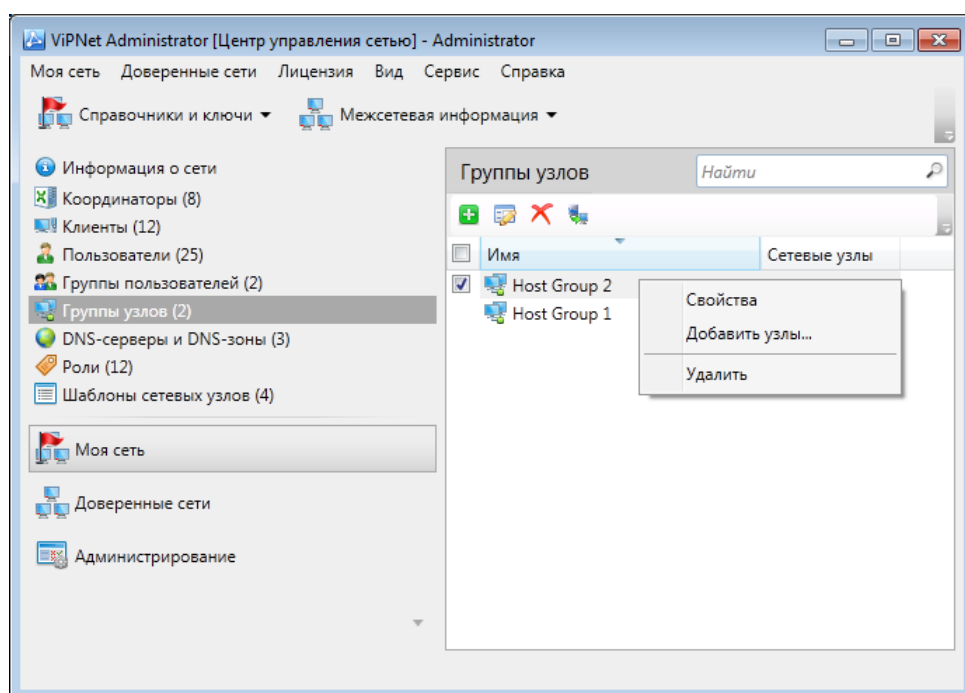 ViPNet Administrator [Центр управления сетью] - Administrator
Моя сеть Доверенные сети Лицензия Вид Сервис Справка
Справочники и ключи Межсетевая информация
Информация о сети
Координаторы (8)
Клиенты (12)
Пользователи (25)
Группы пользователей (2)
Группы узлов (2)
DNS-серверы и DNS-зоны (3)
Роли (12)
Шаблоны сетевых узлов (4)
Моя сеть
Доверенные сети
Администрирование
Группы узлов Найти
Имя Сетевые узлы
Host Group 2
Host Group 1
Свойства
Добавить узлы...
Удалить